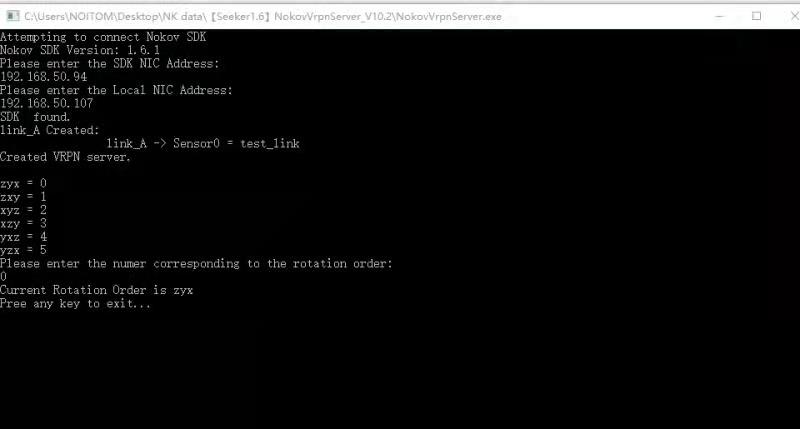 C:\Users\NOITOM\Desktop\NK data\【Seeker1.6】NokovVrpnServer_V10.2\NokovVrpnServer.exe
Attempting to connect Nokov SDK
Nokov SDK Version: 1.6.1
Please enter the SDK NIC Address:
192.168.50.94
Please enter the Local NIC Address:
192.168.50.107
SDK  found.
link_A Created:
                link_A -> Sensor0 = test_link
Created VRPN server.
zyx = 0
zxy = 1
xyz = 2
xzy = 3
yxz = 4
yzx = 5
Please enter the numer corresponding to the rotation order:
0
Current Rotation Order is zyx
Pree any key to exit...